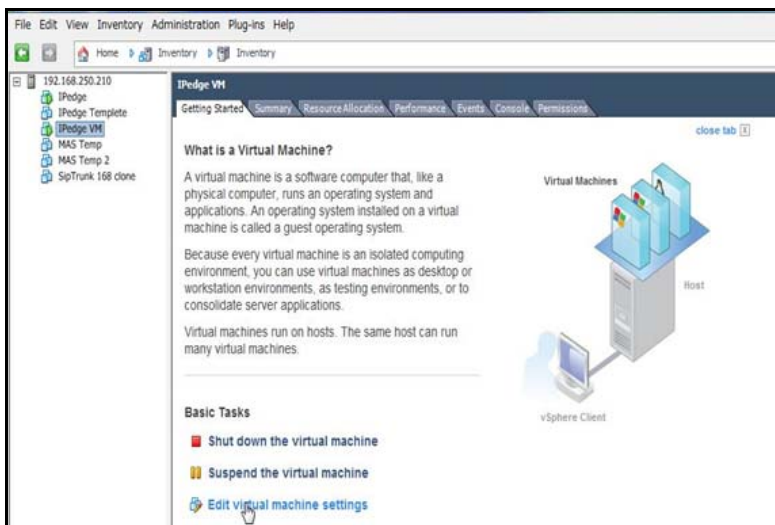 File Edit View Inventory Administration Plug-ins Help
Home Inventory Inventory
192.168.250.210
IPedge
IPedge Templete
IPedge VM
MAS Temp
MAS Temp 2
SipTrunk 168 clone
IPedge VM
Getting Started Summary Resource Allocation Performance Events Console Permissions
close tab X
What is a Virtual Machine?
A virtual machine is a software computer that, like a
physical computer, runs an operating system and
applications. An operating system installed on a virtual
machine is called a guest operating system.
Because every virtual machine is an isolated computing
environment, you can use virtual machines as desktop or
workstation environments, as testing environments, or to
consolidate server applications.
Virtual machines run on hosts. The same host can run
many virtual machines.
Virtual Machines
Host
vSphere Client
Basic Tasks
Shut down the virtual machine
Suspend the virtual machine
Edit virtual machine settings